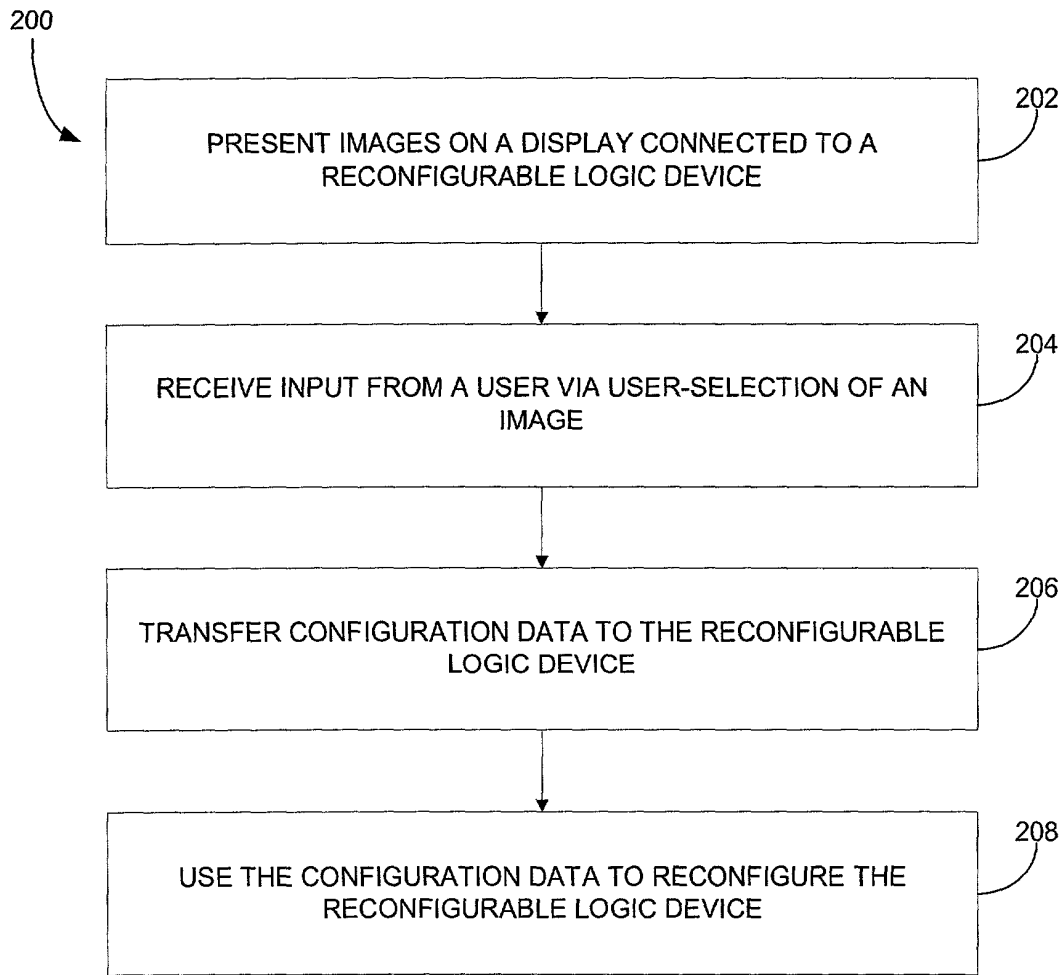 200
202
PRESENT IMAGES ON A DISPLAY CONNECTED TO A
RECONFIGURABLE LOGIC DEVICE
204
RECEIVE INPUT FROM A USER VIA USER-SELECTION OF AN
IMAGE
206
TRANSFER CONFIGURATION DATA TO THE RECONFIGURABLE
LOGIC DEVICE
208
USE THE CONFIGURATION DATA TO RECONFIGURE THE
RECONFIGURABLE LOGIC DEVICE